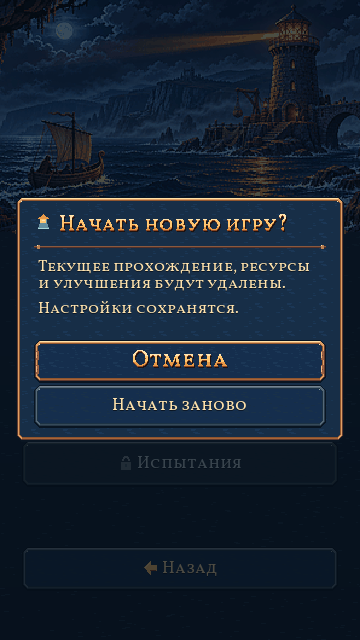 Начать новую игру?
Текущее прохождение, ресурсы
и улучшения будут удалены.
Настройки сохранятся.
Отмена
Начать заново
Испытания
Назад